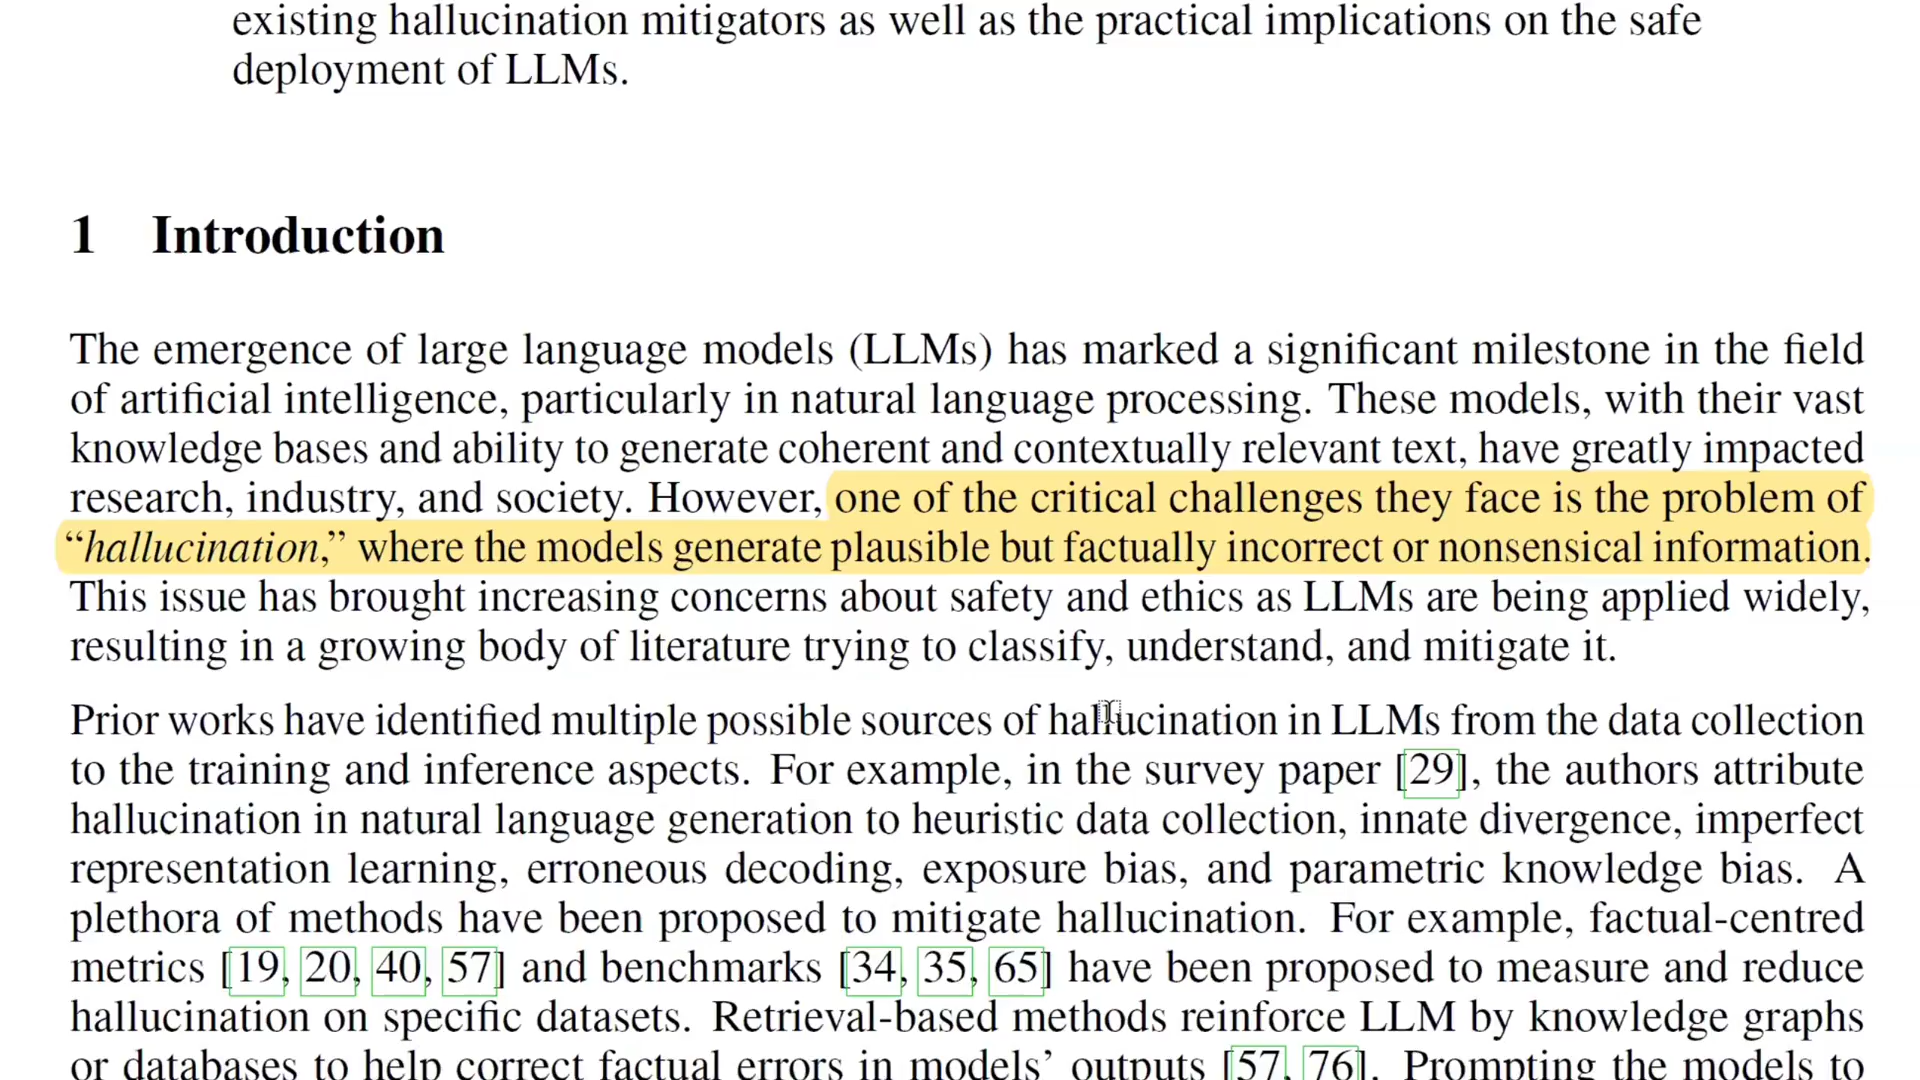 existing hallucination mitigators as well as the practical implications on the safe
deployment of LLMs.
1 Introduction
The emergence of large language models (LLMs) has marked a significant milestone in the field
of artificial intelligence, particularly in natural language processing. These models, with their vast
knowledge bases and ability to generate coherent and contextually relevant text, have greatly impacted
research, industry, and society. However, one of the critical challenges they face is the problem of
“hallucination,” where the models generate plausible but factually incorrect or nonsensical information.
This issue has brought increasing concerns about safety and ethics as LLMs are being applied widely,
resulting in a growing body of literature trying to classify, understand, and mitigate it.
Prior works have identified multiple possible sources of hallucination in LLMs from the data collection
to the training and inference aspects. For example, in the survey paper [29], the authors attribute
hallucination in natural language generation to heuristic data collection, innate divergence, imperfect
representation learning, erroneous decoding, exposure bias, and parametric knowledge bias. A
plethora of methods have been proposed to mitigate hallucination. For example, factual-centred
metrics [19, 20, 40, 57] and benchmarks [34, 35, 65] have been proposed to measure and reduce
hallucination on specific datasets. Retrieval-based methods reinforce LLM by knowledge graphs
or databases to help correct factual errors in models’ outputs [57, 76]. Prompting the models to